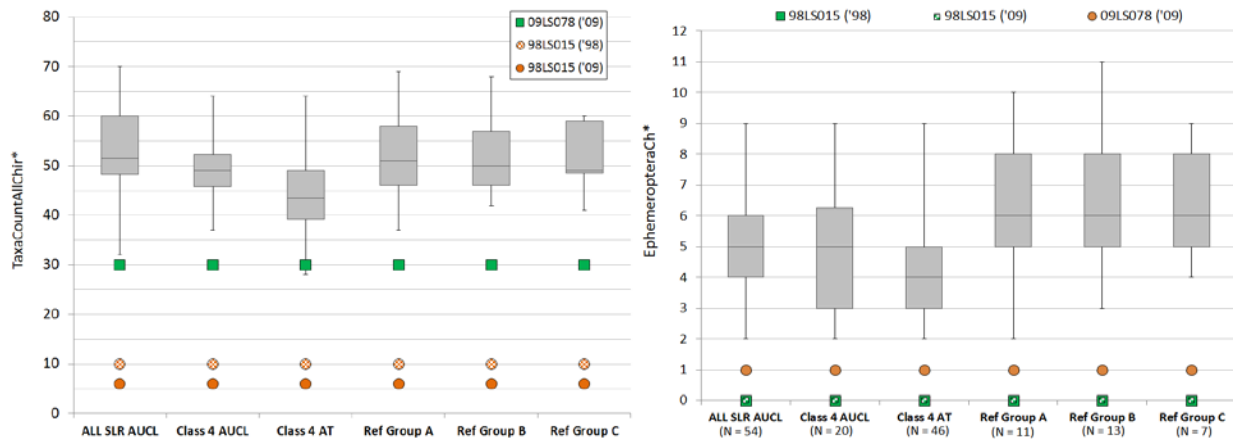 TaxaCountAllChir*
80
70
60
50
40
30
20
10
0
09LS078 ('09)
98LS015 ('98)
98LS015 ('09)
ALL SLR AUCL Class 4 AUCL Class 4 AT Ref Group A Ref Group B Ref Group C
98LS015 ('98) 98LS015 ('09) 09LS078 ('09)
EphemeropteraCh*
12
11
10
9
8
7
6
5
4
3
2
1
0
ALL SLR AUCL Class 4 AUCL Class 4 AT Ref Group A Ref Group B Ref Group C
(N = 54) (N = 20) (N = 46) (N = 11) (N = 13) (N = 7)